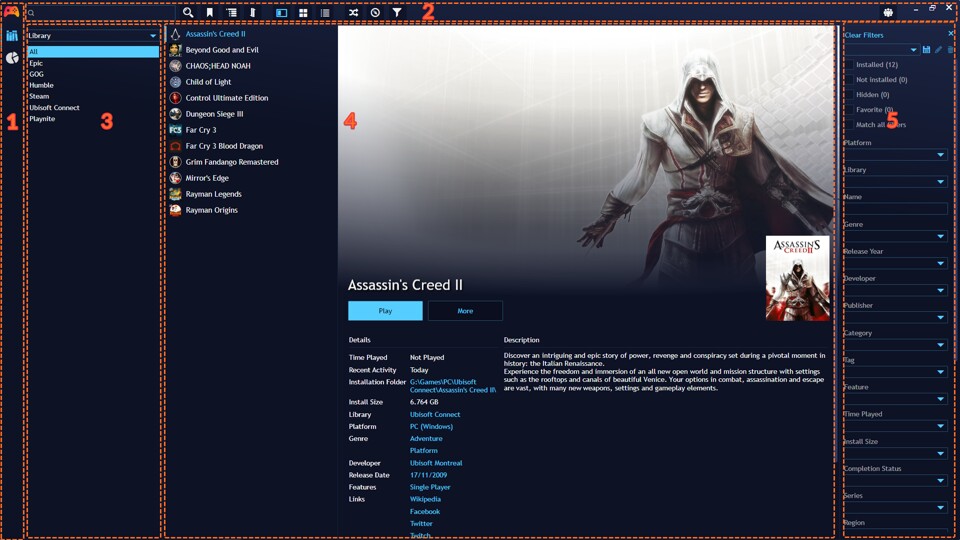 2
1
3
4
5
Library
All
Epic
GOG
Humble
Steam
Ubisoft Connect
Playnite
Assassin's Creed II
Beyond Good and Evil
CHAOS;HEAD NOAH
Child of Light
Control Ultimate Edition
Dungeon Siege III
FC3
Far Cry 3
Far Cry 3 Blood Dragon
Grim Fandango Remastered
Mirror's Edge
Rayman Legends
Rayman Origins
ASSASSIN'S
CREED II
Assassin's Creed II
Play
More
Details
Time Played Not Played
Recent Activity Today
Installation Folder G:\Games\PC\Ubisoft
Connect\Assassin's Creed II\
Install Size 6.764 GB
Library Ubisoft Connect
Platform PC (Windows)
Genre Adventure
Platform
Developer Ubisoft Montreal
Release Date 17/11/2009
Features Single Player
Links Wikipedia
Facebook
Twitter
Twitch
Description
Discover an intriguing and epic story of power, revenge and conspiracy set during a pivotal moment in
history: the Italian Renaissance.
Experience the freedom and immersion of an all new open world and mission structure with settings
such as the rooftops and canals of beautiful Venice. Your options in combat, assassination and escape
are vast, with many new weapons, settings and gameplay elements.
Clear Filters
Installed (12)
Not installed (0)
Hidden (0)
Favorite (0)
Match all filters
Platform
Library
Name
Genre
Release Year
Developer
Publisher
Category
Tag
Feature
Time Played
Install Size
Completion Status
Series
Region